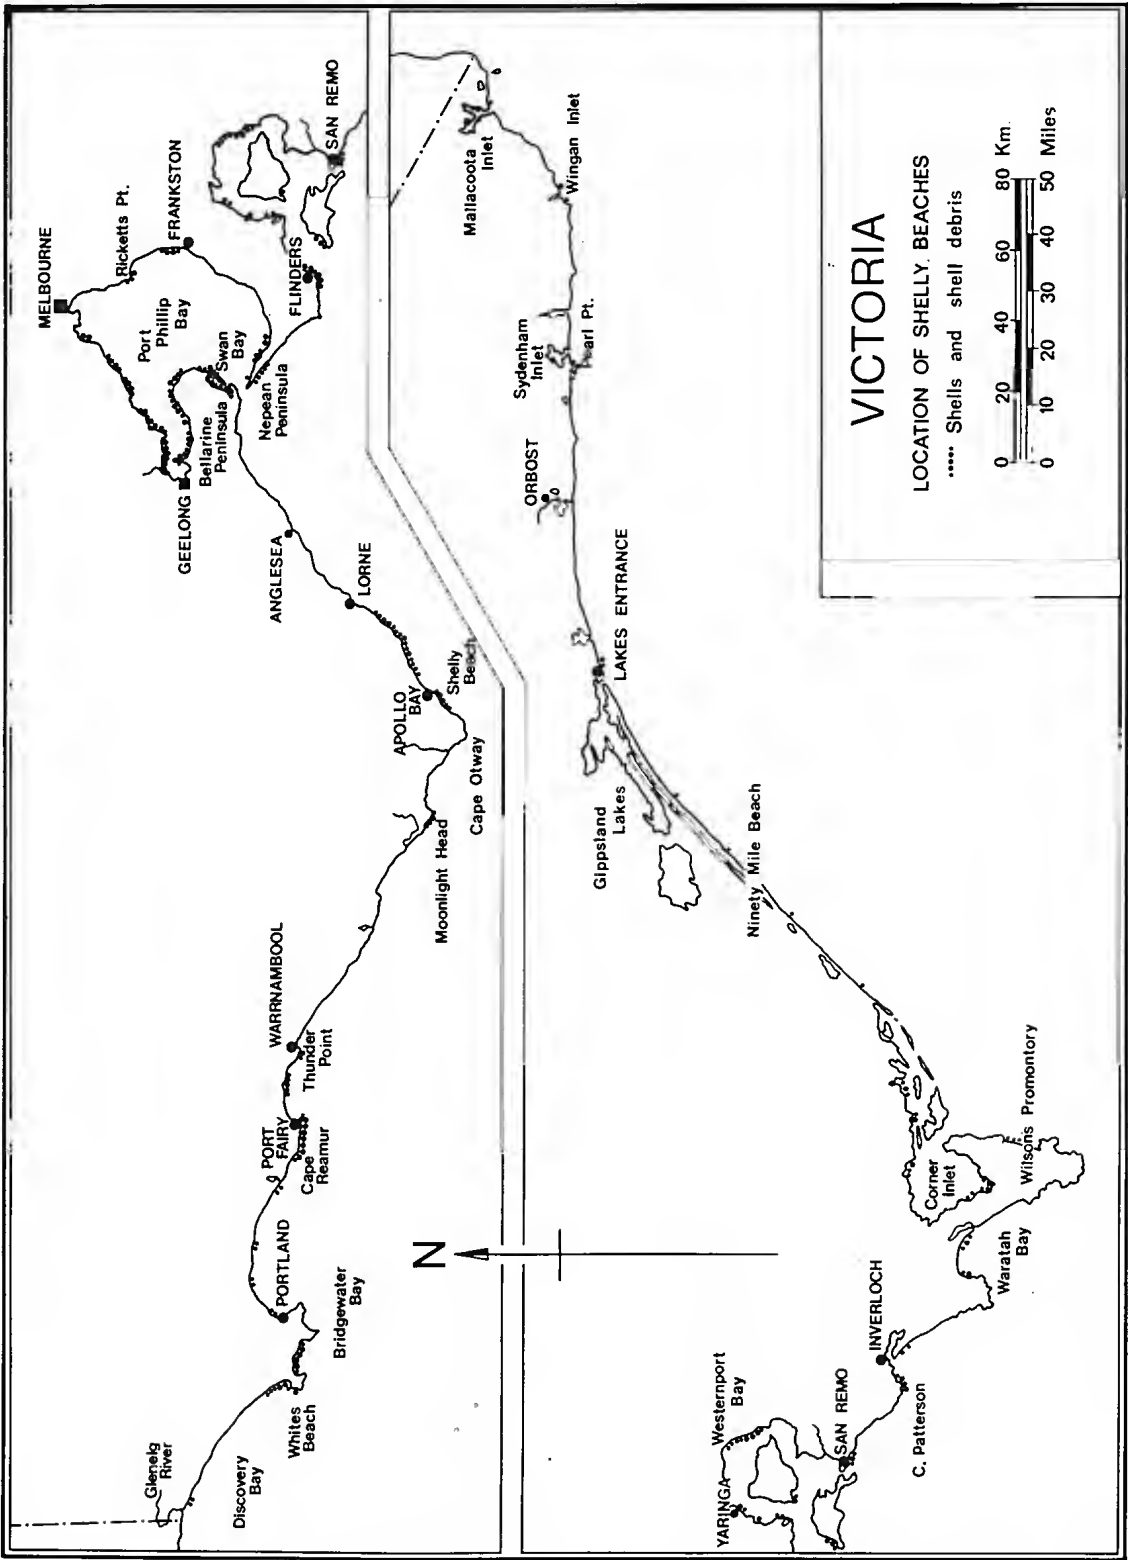 VICTORIA
LOCATION OF SHELLY. BEACHES
Shells and shell debris
0 20 40 60 80 Km.
0 10 20 30 40 50 Miles
N
Glenelg
River
Discovery
Bay
Whites
Beach
Bridgewater
Bay
PORTLAND
PORT
FAIRY
Cape
Reamur
Thunder
Point
WARRNAMBOOL
Moonlight Head
Cape Otway
APOLLO
BAY
Shelly
Beach
LORNE
ANGLESEA
GEELONG
Bellarine
Peninsula
Swan
Bay
Port
Phillip
Bay
Nepean
Peninsula
MELBOURNE
Ricketts Pt.
FRANKSTON
FLINDERS
SAN REMO
YARINGA
Westernport
Bay
SAN REMO
C. Patterson
INVERLOCH
Waratah
Bay
Corner
Inlet
Wilsons Promontory
Ninety Mile Beach
Gippsland
Lakes
LAKES ENTRANCE
ORBOST
Sydenham
Inlet
Pearl Pt.
Wingan Inlet
Mallacoota
Inlet